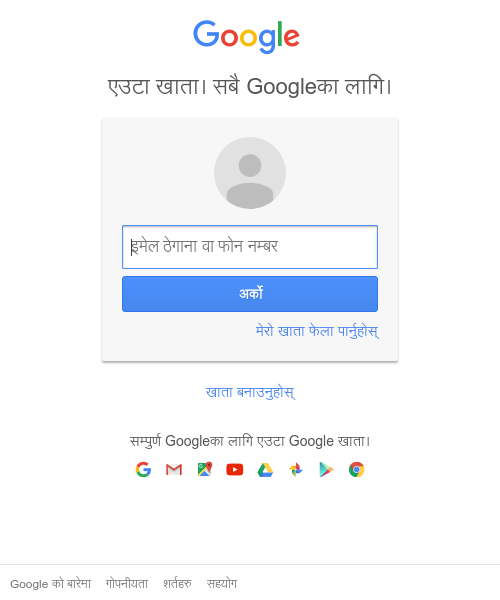 Google
एउटा खाता। सबै Googleका लागि।
इमेल ठेगाना वा फोन नम्बर
अर्को
मेरो खाता फेला पार्नुहोस्
खाता बनाउनुहोस्
सम्पुर्ण Googleका लागि एउटा Google खाता।
Google को बारेमा गोपनीयता शर्तहरु सहयोग